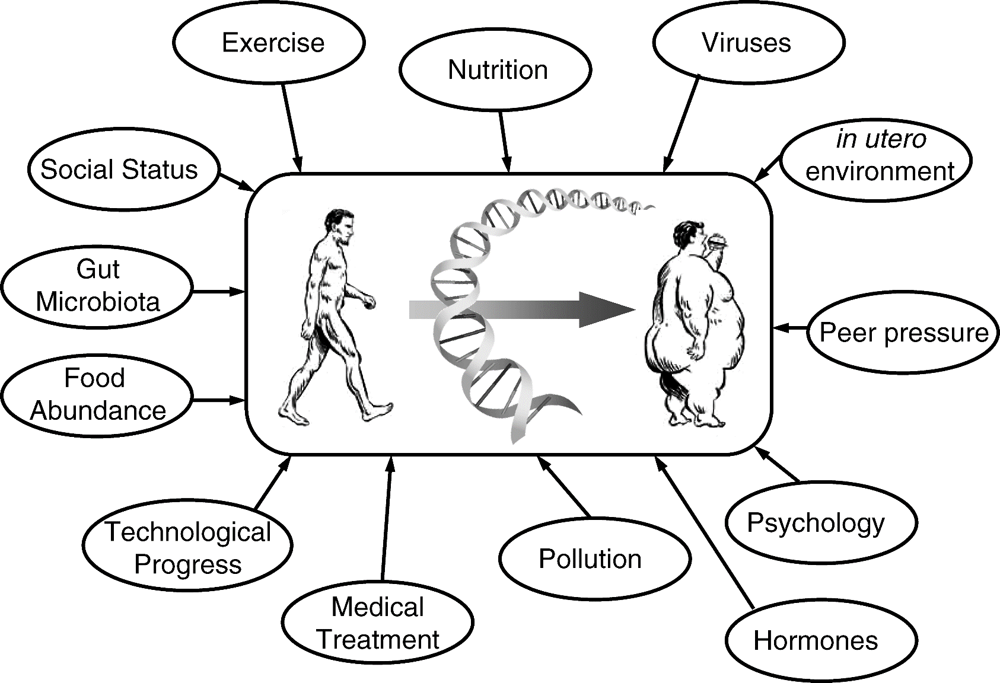 Exercise
Nutrition
Viruses
in utero
environment
Social Status
Gut
Microbiota
Peer pressure
Food
Abundance
Technological
Progress
Psychology
Pollution
Medical
Treatment
Hormones